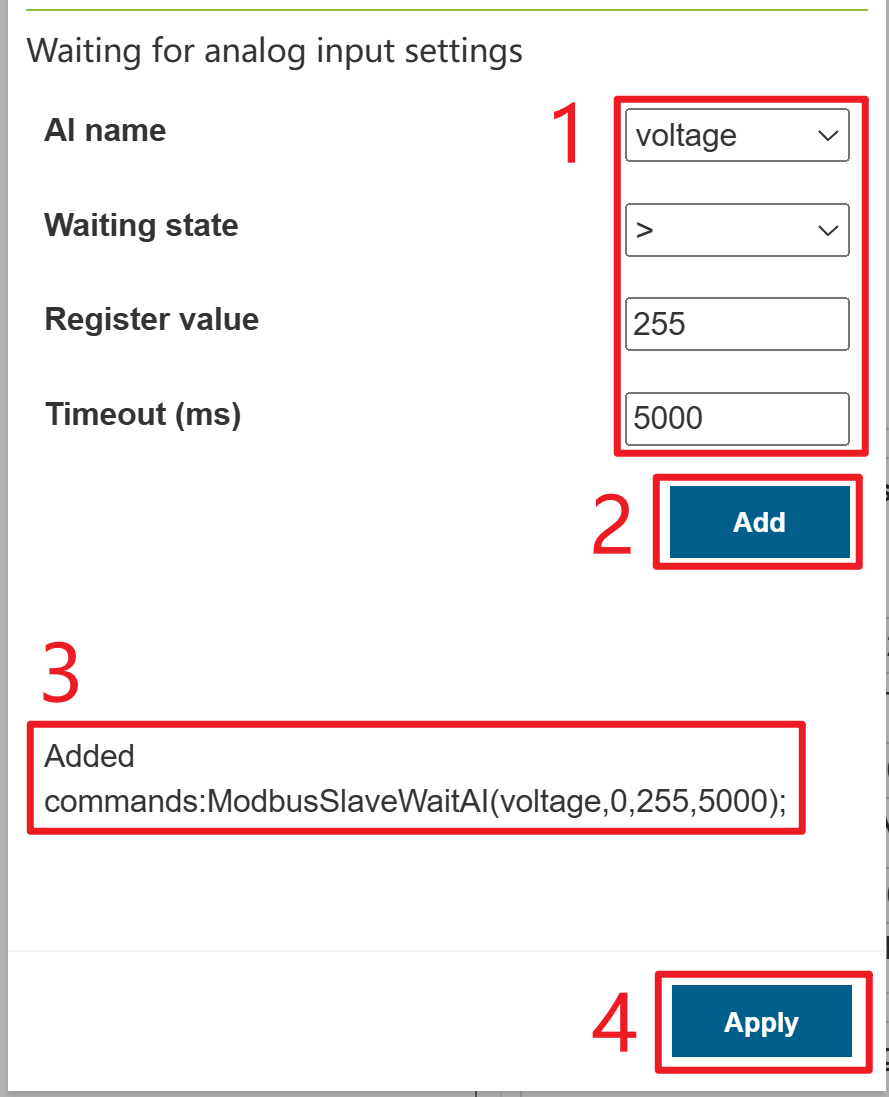 Waiting for analog input settings
AI name
1
voltage
Waiting state
>
Register value
255
Timeout (ms)
5000
2
Add
3
Added
commands:ModbusSlaveWaitAI(voltage,0,255,5000);
4
Apply